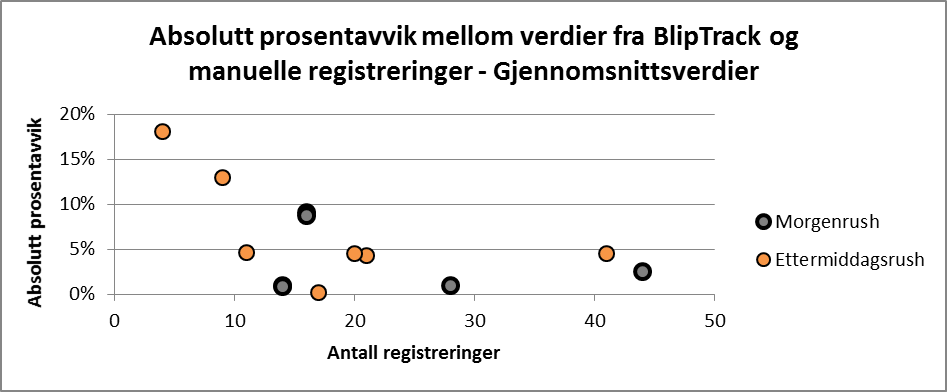 Absolutt prosentavvik mellom verdier fra BlipTrack og
manuelle registreringer - Gjennomsnittsverdier
Absolutt prosentavvik
20%
15%
10%
5%
0%
0 10 20 30 40 50
Antall registreringer
Morgenrush
Ettermiddagsrush